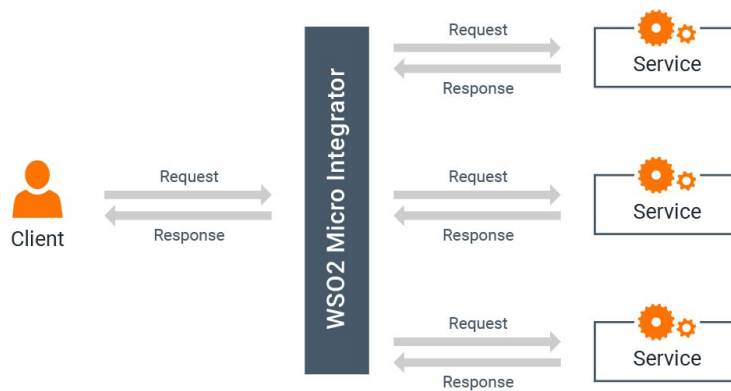 Request
Response
Service
Client
Request
Response
WSO2 Micro Integrator
Request
Response
Service
Request
Response
Service